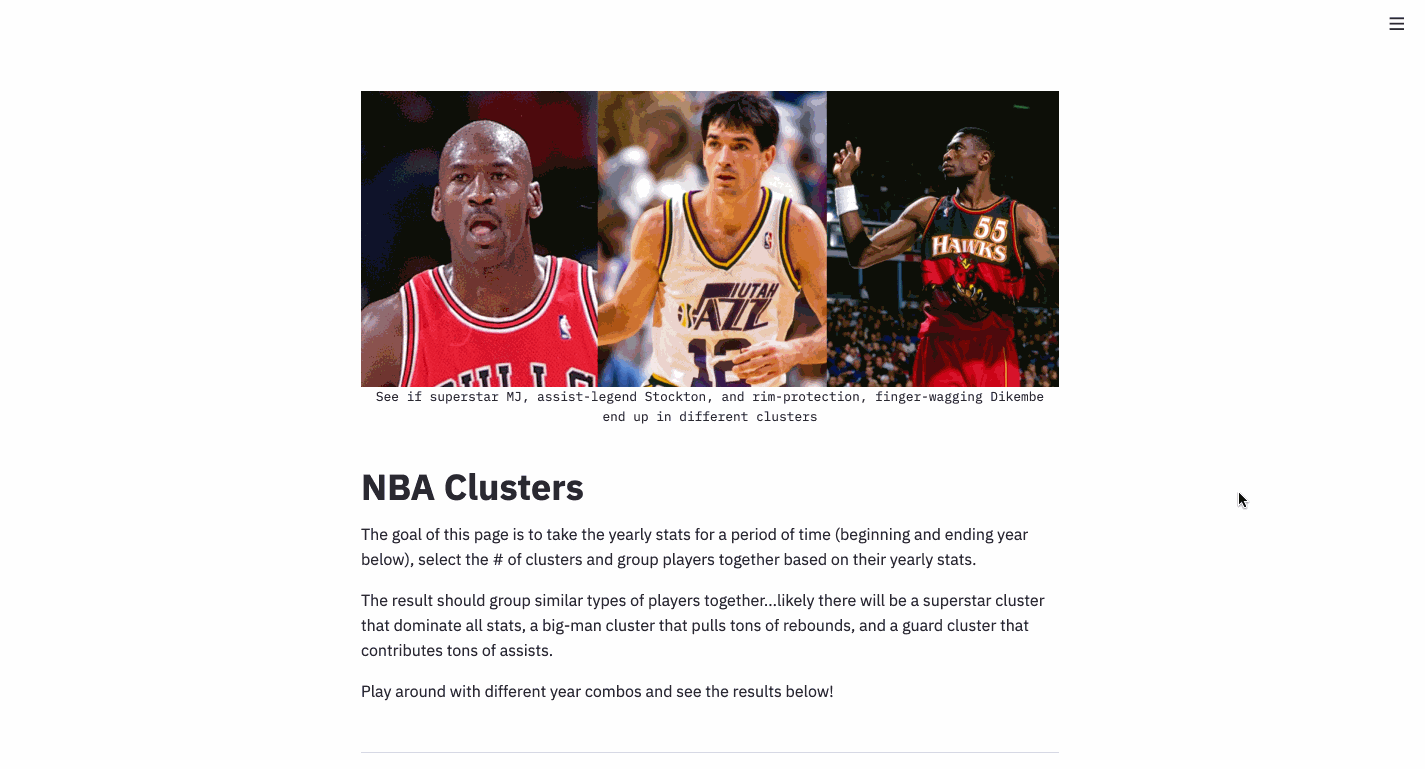 55
HAWKS
UTAH
JAZZ
12
BULLS
See if superstar MJ, assist-legend Stockton, and rim-protection, finger-wagging Dikembe
end up in different clusters
NBA Clusters
The goal of this page is to take the yearly stats for a period of time (beginning and ending year
below), select the # of clusters and group players together based on their yearly stats.
The result should group similar types of players together...likely there will be a superstar cluster
that dominate all stats, a big-man cluster that pulls tons of rebounds, and a guard cluster that
contributes tons of assists.
Play around with different year combos and see the results below!